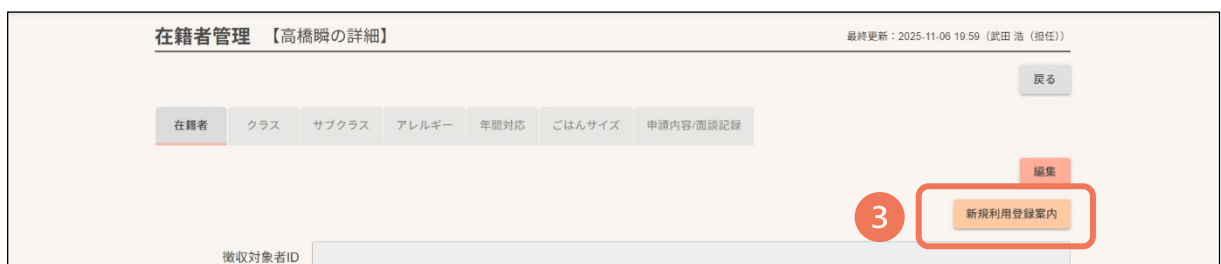 在籍者管理 【高橋瞬の詳細】 最終更新：2025-11-06 19:59（武田 浩（担任））
戻る
在籍者 クラス サブクラス アレルギー 年間対応 ごはんサイズ 申請内容/面談記録
編集
3 新規利用登録案内
徴収対象者ID